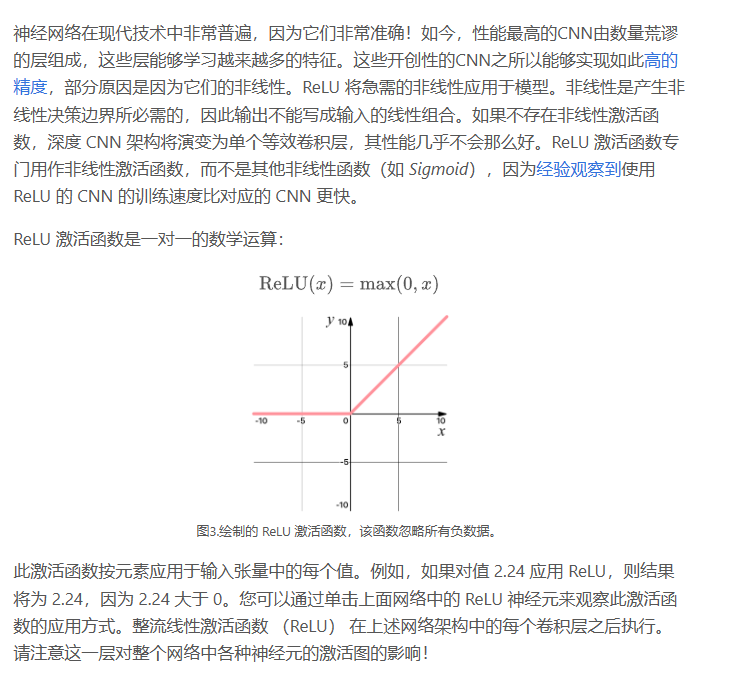 神经网络在现代技术中非常普遍，因为它们非常准确！如今，性能最高的CNN由数量荒谬
的层组成，这些层能够学习越来越多的特征。这些开创性的CNN之所以能够实现如此高的
精度，部分原因是因为它们的非线性。ReLU 将急需的非线性应用于模型。非线性是产生非
线性决策边界所必需的，因此输出不能写成输入的线性组合。如果不存在非线性激活函
数，深度 CNN 架构将演变为单个等效卷积层，其性能几乎不会那么好。ReLU 激活函数专
门用作非线性激活函数，而不是其他非线性函数（如 Sigmoid），因为经验观察到使用
ReLU 的 CNN 的训练速度比对应的 CNN 更快。
ReLU 激活函数是一对一的数学运算：
ReLU(x) = max(0, x)
y 10
5
-10 -5 0 5 10
x
-5
-10
图3.绘制的 ReLU 激活函数，该函数忽略所有负数据。
此激活函数按元素应用于输入张量中的每个值。例如，如果对值 2.24 应用 ReLU，则结果
将为 2.24，因为 2.24 大于 0。您可以通过单击上面网络中的 ReLU 神经元来观察此激活函
数的应用方式。整流线性激活函数 （ReLU） 在上述网络架构中的每个卷积层之后执行。
请注意这一层对整个网络中各种神经元的激活图的影响！